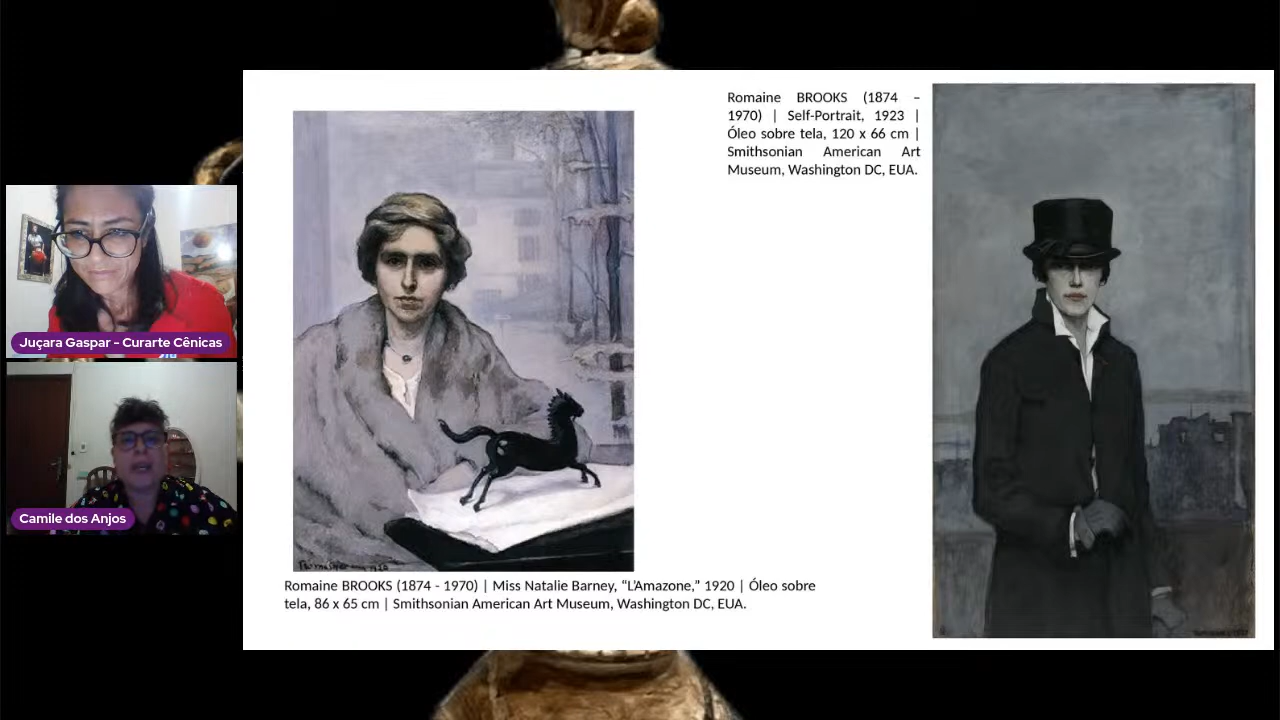 Romaine BROOKS (1874 –
1970) | Self-Portrait, 1923 |
Óleo sobre tela, 120 x 66 cm |
Smithsonian American Art
Museum, Washington DC, EUA.
Juçara Gaspar - Curarte Cênicas
Camile dos Anjos
Romaine BROOKS (1874 - 1970) | Miss Natalie Barney, “L’Amazone,” 1920 | Óleo sobre
tela, 86 x 65 cm | Smithsonian American Art Museum, Washington DC, EUA.